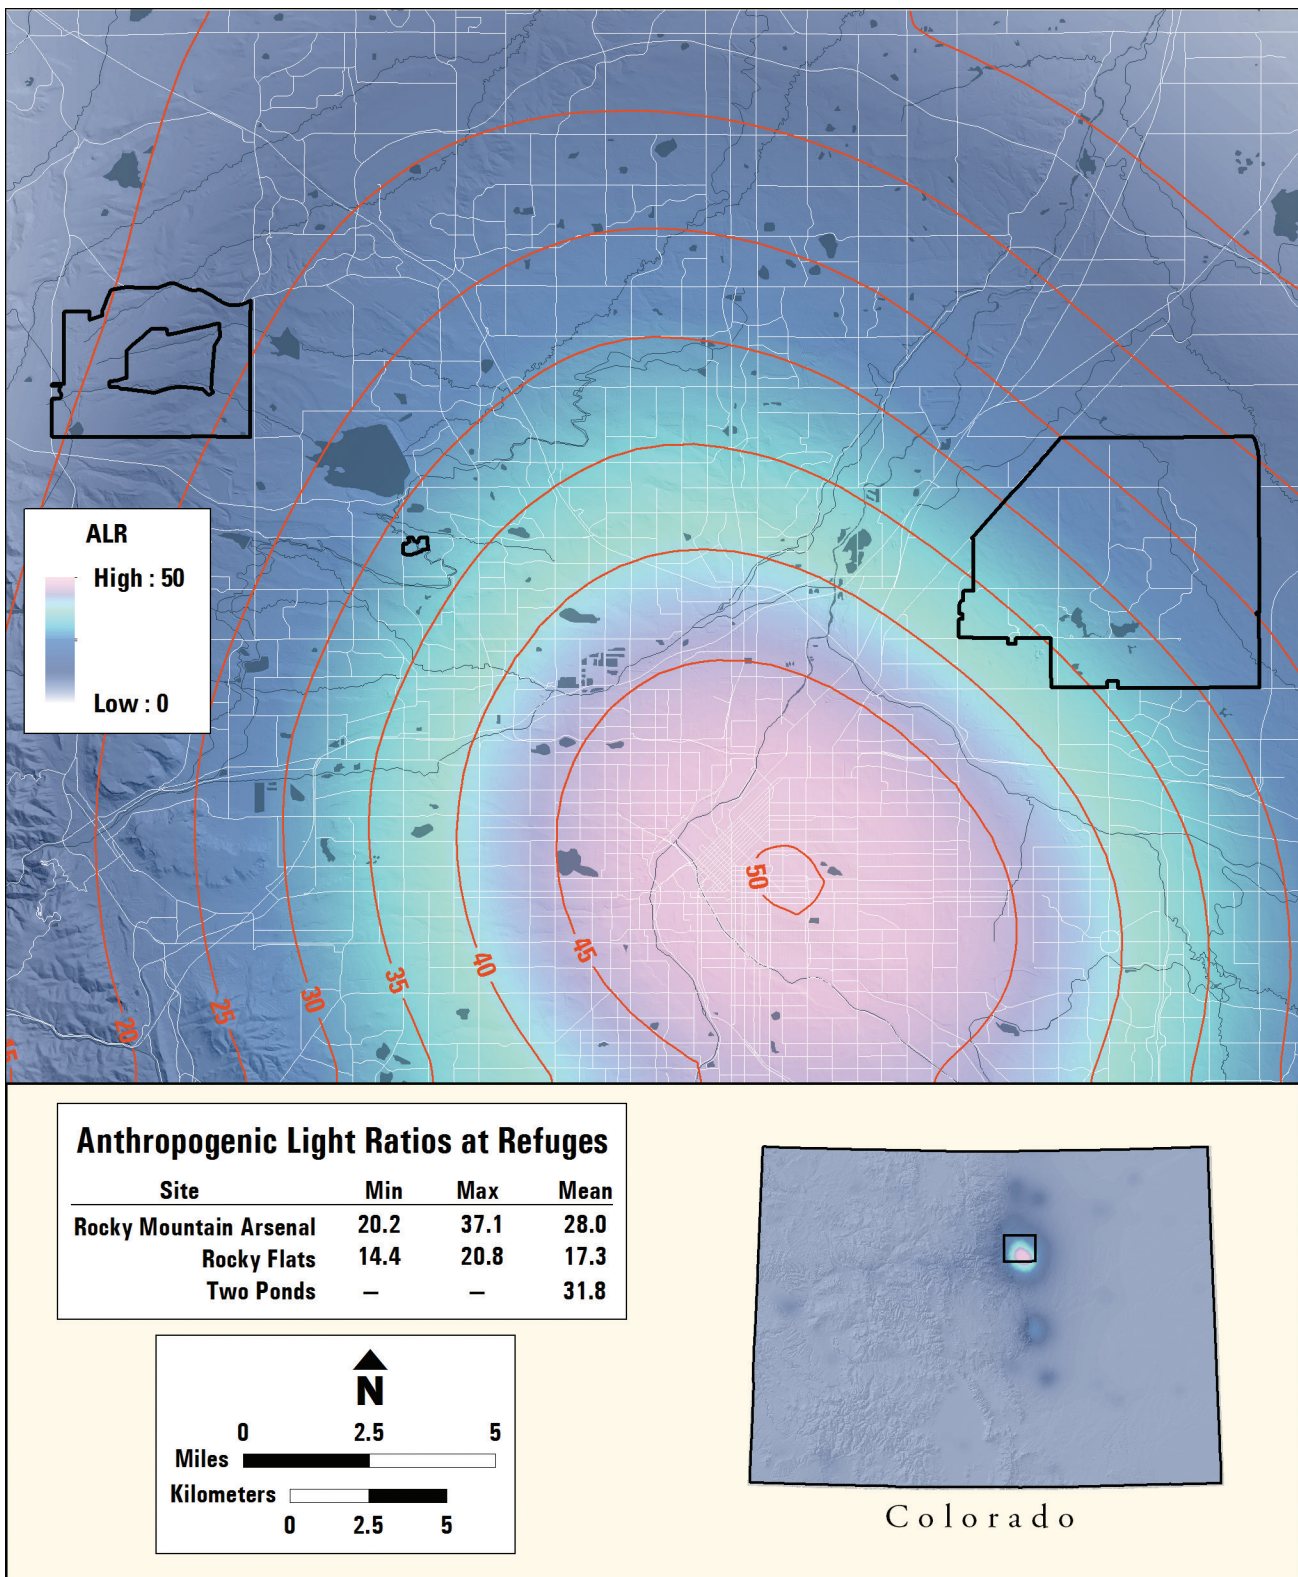 ALR
High : 50
Low : 0
50
45
40
35
30
25
20
15
Anthropogenic Light Ratios at Refuges
Site Min Max Mean
Rocky Mountain Arsenal 20.2 37.1 28.0
Rocky Flats 14.4 20.8 17.3
Two Ponds – – 31.8
N
0 2.5 5
Miles
Kilometers
0 2.5 5
Colorado